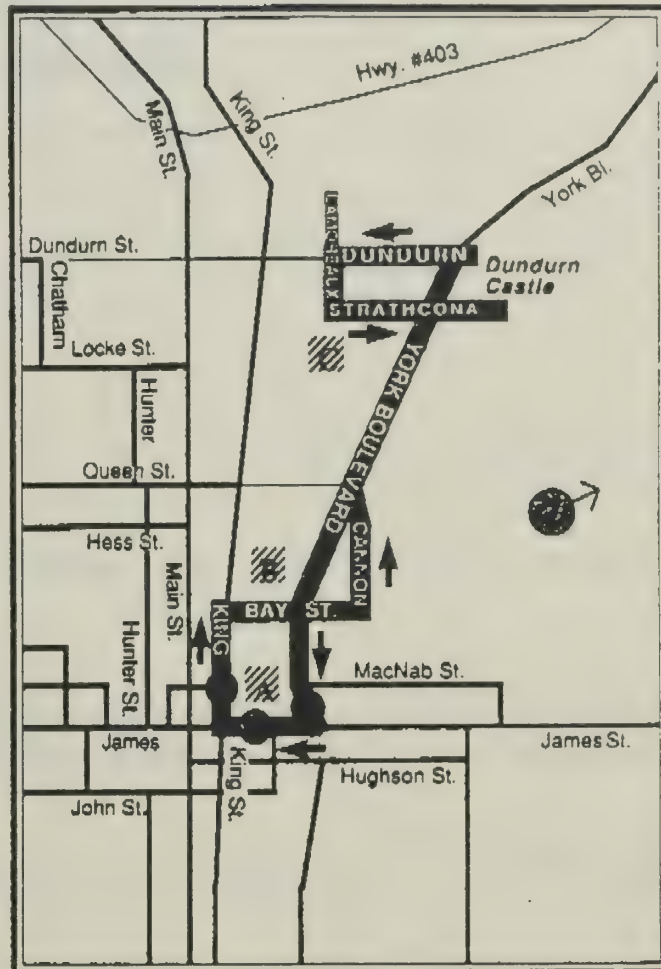 Hwy. #403
Main St.
King St.
York Bl.
Dundurn St.
LAMOREAUX
DUNDURN
Dundurn
Castle
Chatham
STRATHCONA
Locke St.
C
YORK BOULEVARD
Hunter
Queen St.
Hess St.
CANNON
B
Main St.
KING
BAY ST.
Hunter St.
A
MacNab St.
James
James St.
King St.
Hughson St.
John St.